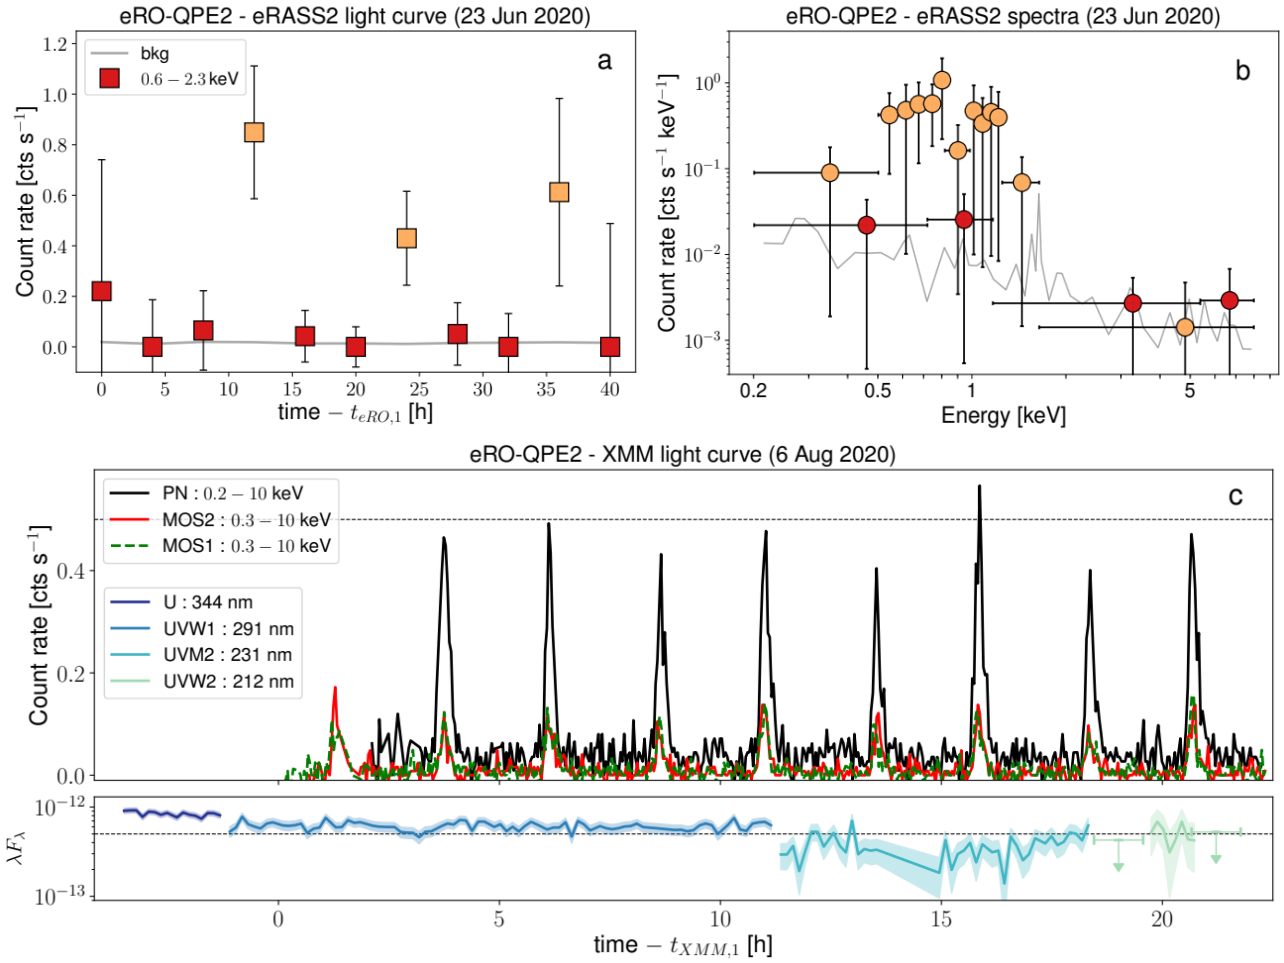 eRO-QPE2 - eRASS2 light curve (23 Jun 2020)
a
bkg
0.6 − 2.3 keV
Count rate [cts s⁻¹]
1.2
1.0
0.8
0.6
0.4
0.2
0.0
0 5 10 15 20 25 30 35 40
time − t_{eRO,1} [h]
eRO-QPE2 - eRASS2 spectra (23 Jun 2020)
b
Count rate [cts s⁻¹ keV⁻¹]
10⁰
10⁻¹
10⁻²
10⁻³
0.2 0.5 1 5
Energy [keV]
eRO-QPE2 - XMM light curve (6 Aug 2020)
c
PN : 0.2 − 10 keV
MOS2 : 0.3 − 10 keV
MOS1 : 0.3 − 10 keV
U : 344 nm
UVW1 : 291 nm
UVM2 : 231 nm
UVW2 : 212 nm
Count rate [cts s⁻¹]
0.4
0.2
0.0
λF_λ
10⁻¹²
10⁻¹³
0 5 10 15 20
time − t_{XMM,1} [h]